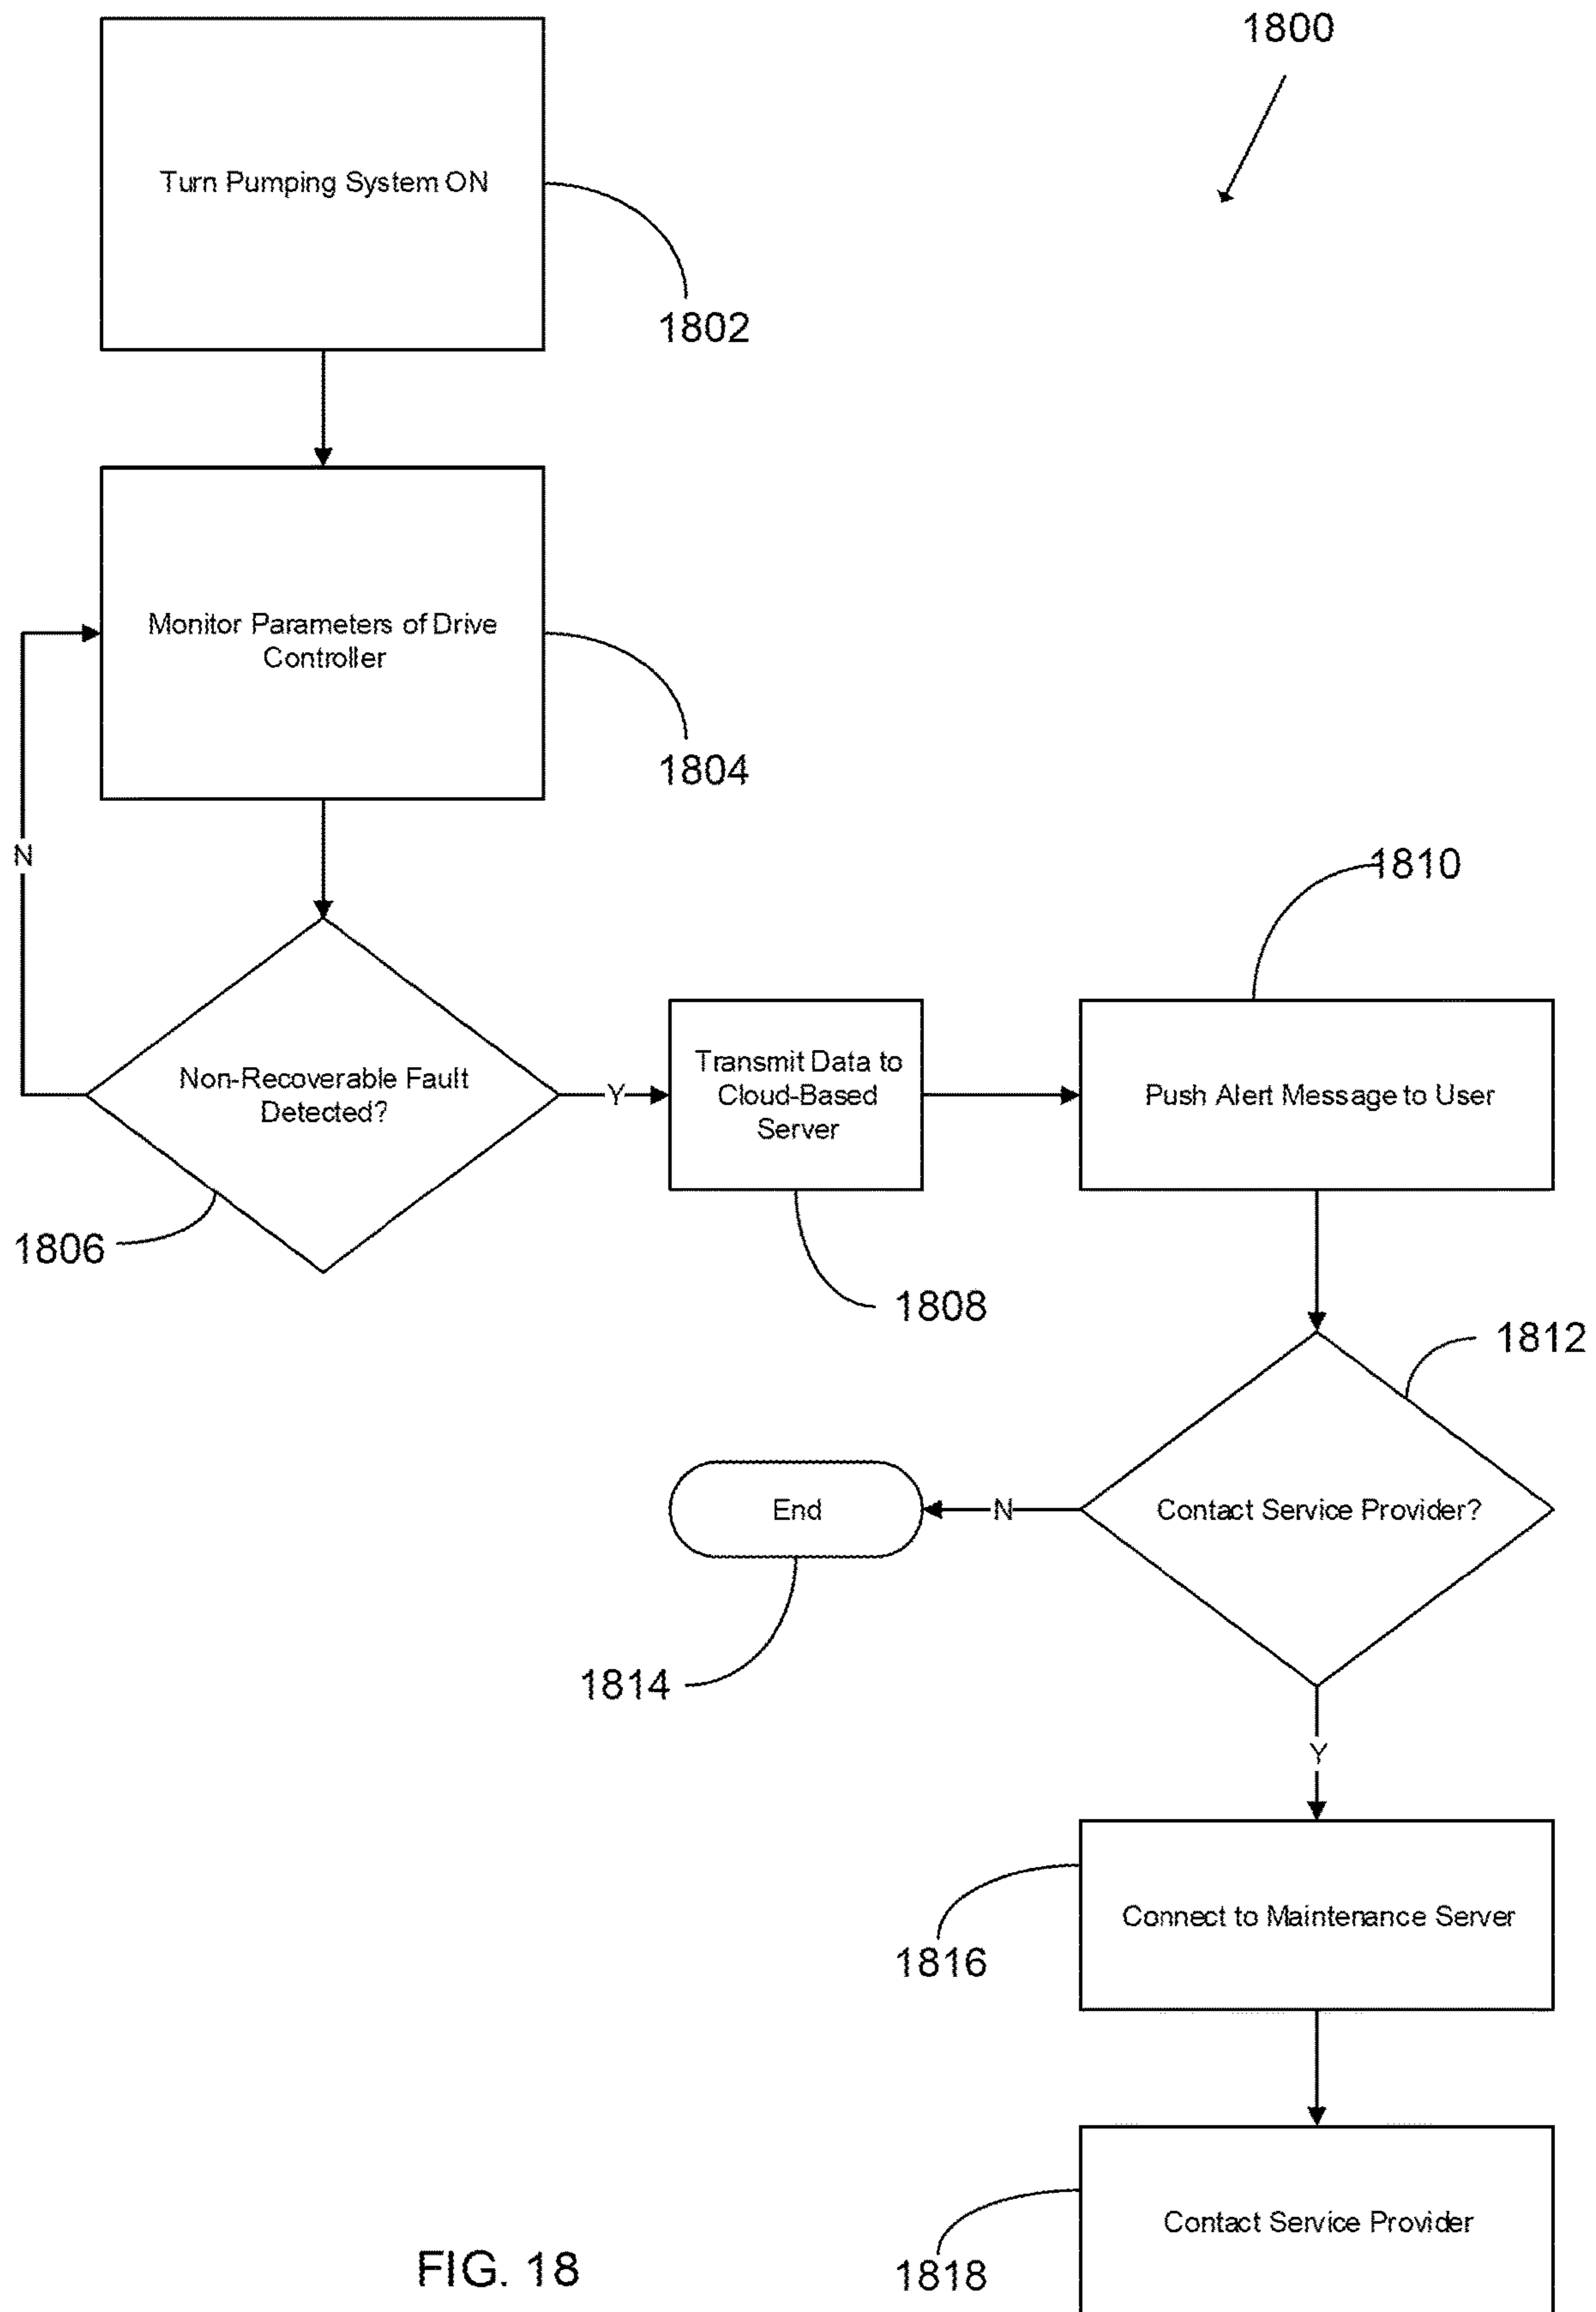 1800
Turn Pumping System ON
1802
Monitor Parameters of Drive
Controller
1804
N
1810
Non-Recoverable Fault
Detected?
Y
Transmit Data to
Cloud-Based
Server
Push Alert Message to User
1806
1808
1812
End
N
Contact Service Provider?
1814
Y
Connect to Maintenance Server
1816
Contact Service Provider
1818
FIG. 18